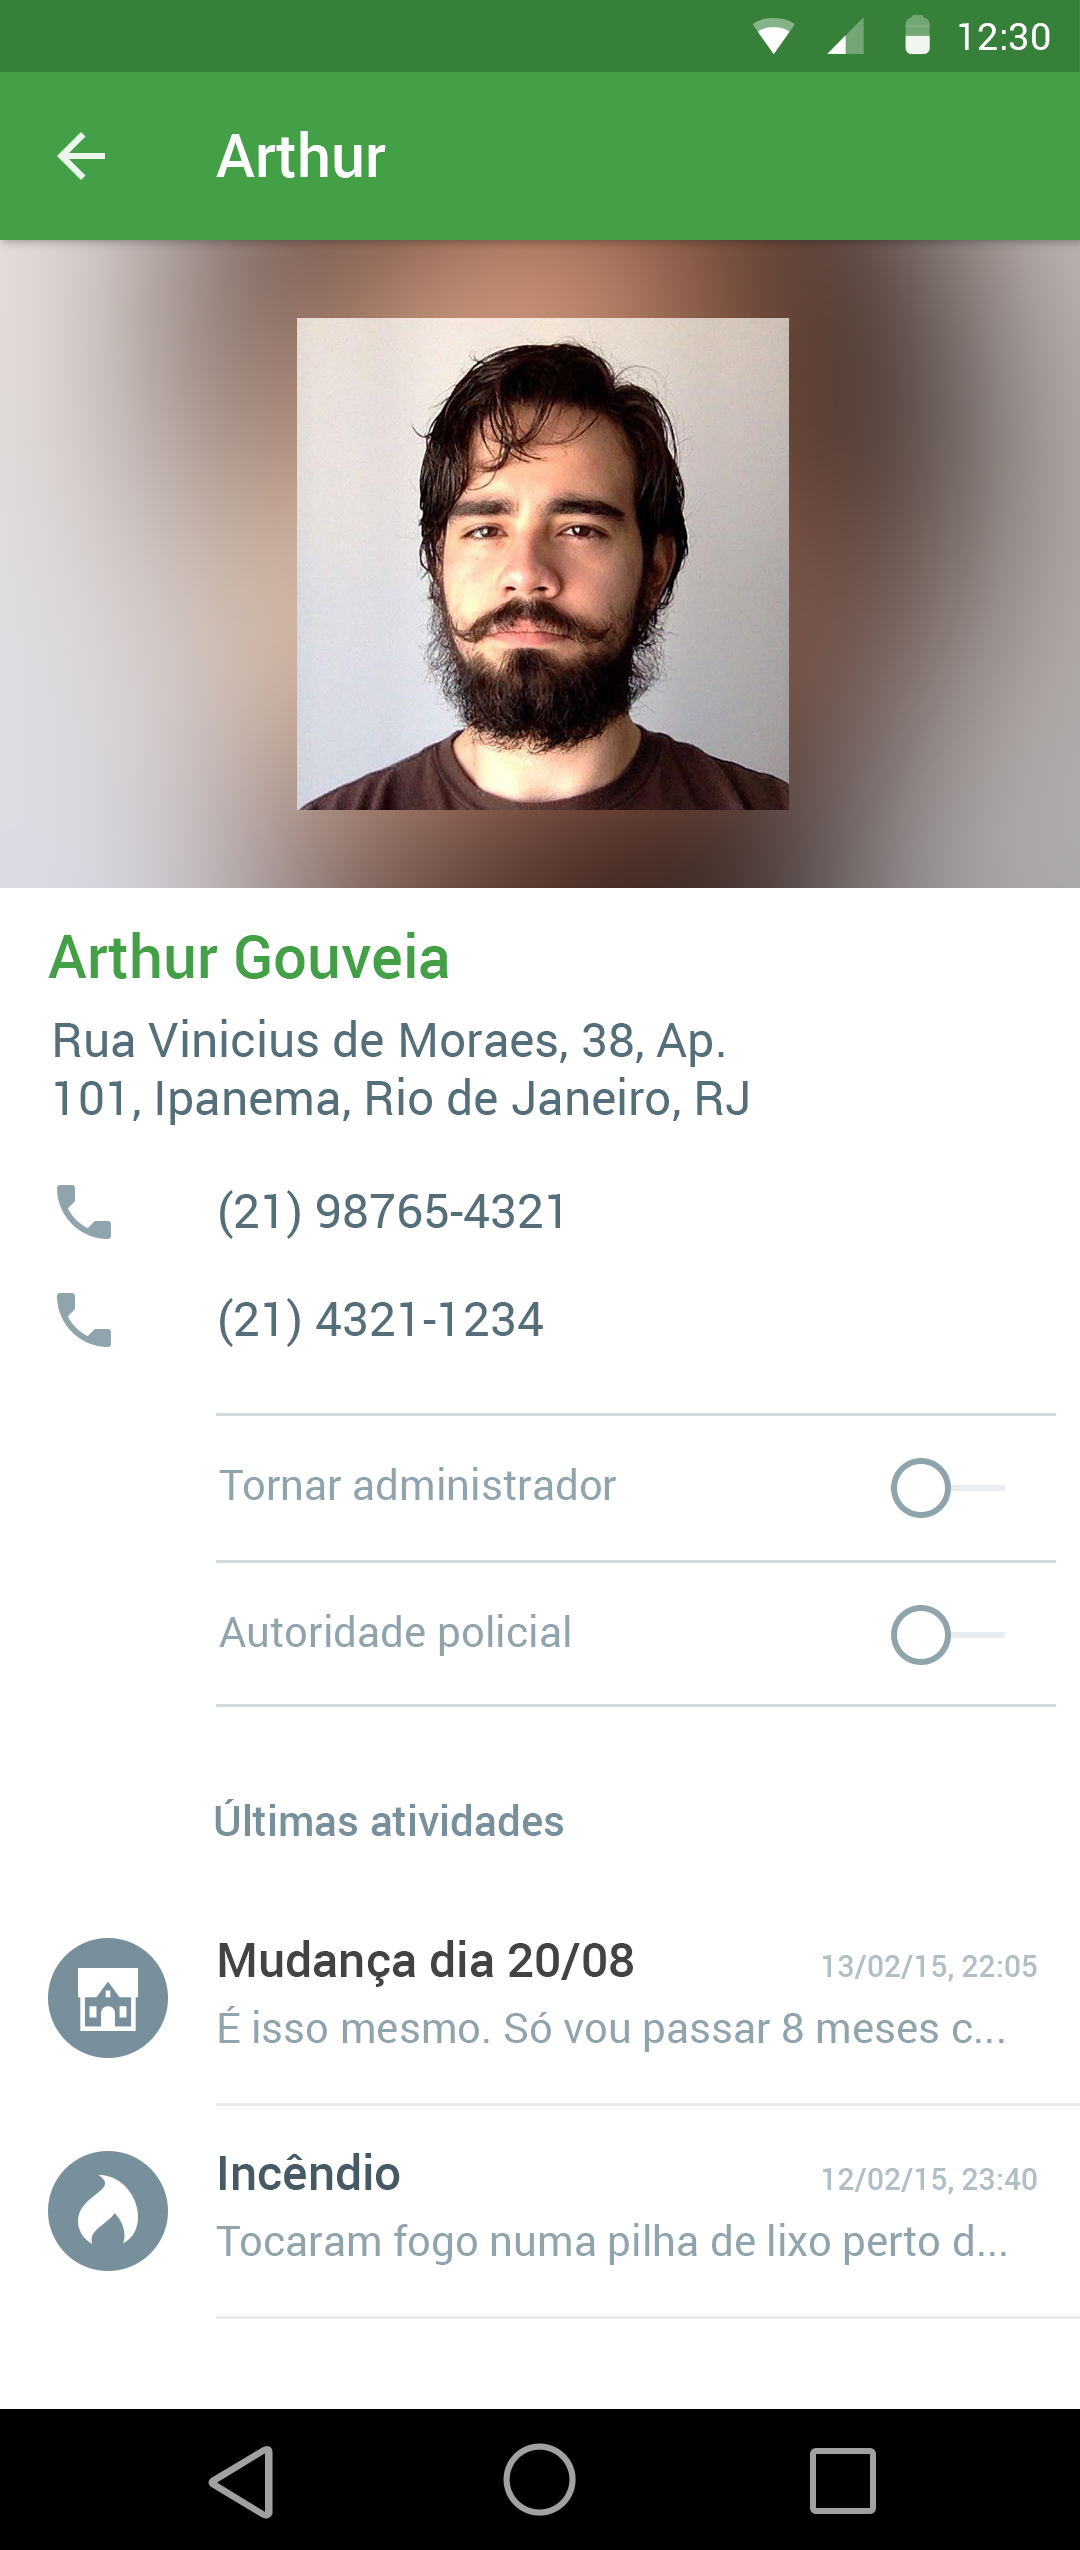 12:30
Arthur
Arthur Gouveia
Rua Vinicius de Moraes, 38, Ap.
101, Ipanema, Rio de Janeiro, RJ
(21) 98765-4321
(21) 4321-1234
Tornar administrador
Autoridade policial
Últimas atividades
Mudança dia 20/08
13/02/15, 22:05
É isso mesmo. Só vou passar 8 meses c...
Incêndio
12/02/15, 23:40
Tocaram fogo numa pilha de lixo perto d...